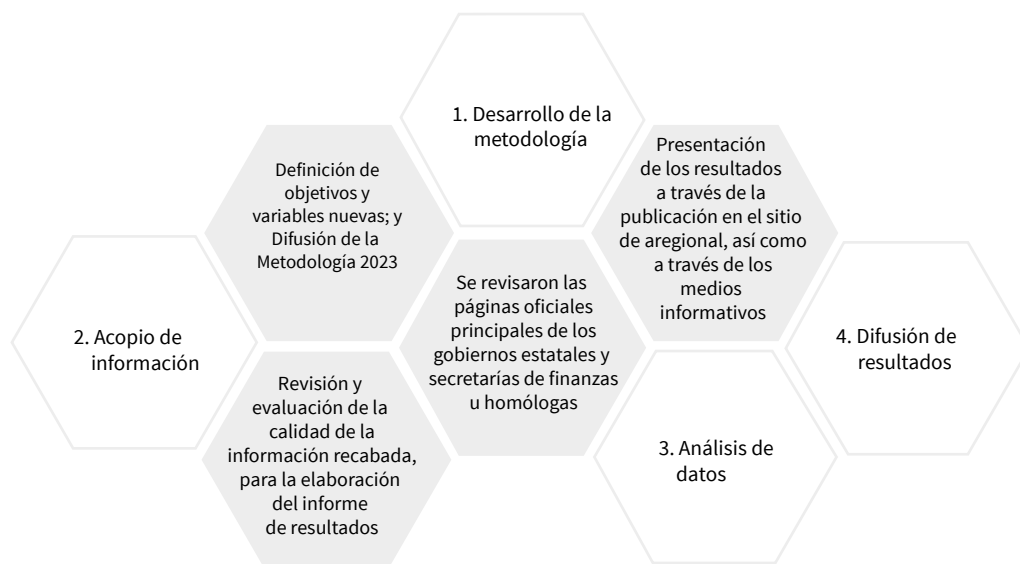 1. Desarrollo de la
metodología
Definición de
objetivos y
variables nuevas; y
Difusión de la
Metodología 2023
Presentación
de los resultados
a través de la
publicación en el sitio
de aregional, así como
a través de los
medios
informativos
2. Acopio de
información
Se revisaron las
páginas oficiales
principales de los
gobiernos estatales y
secretarías de finanzas
u homólogas
4. Difusión de
resultados
Revisión y
evaluación de la
calidad de la
información recabada,
para la elaboración
del informe
de resultados
3. Análisis de
datos